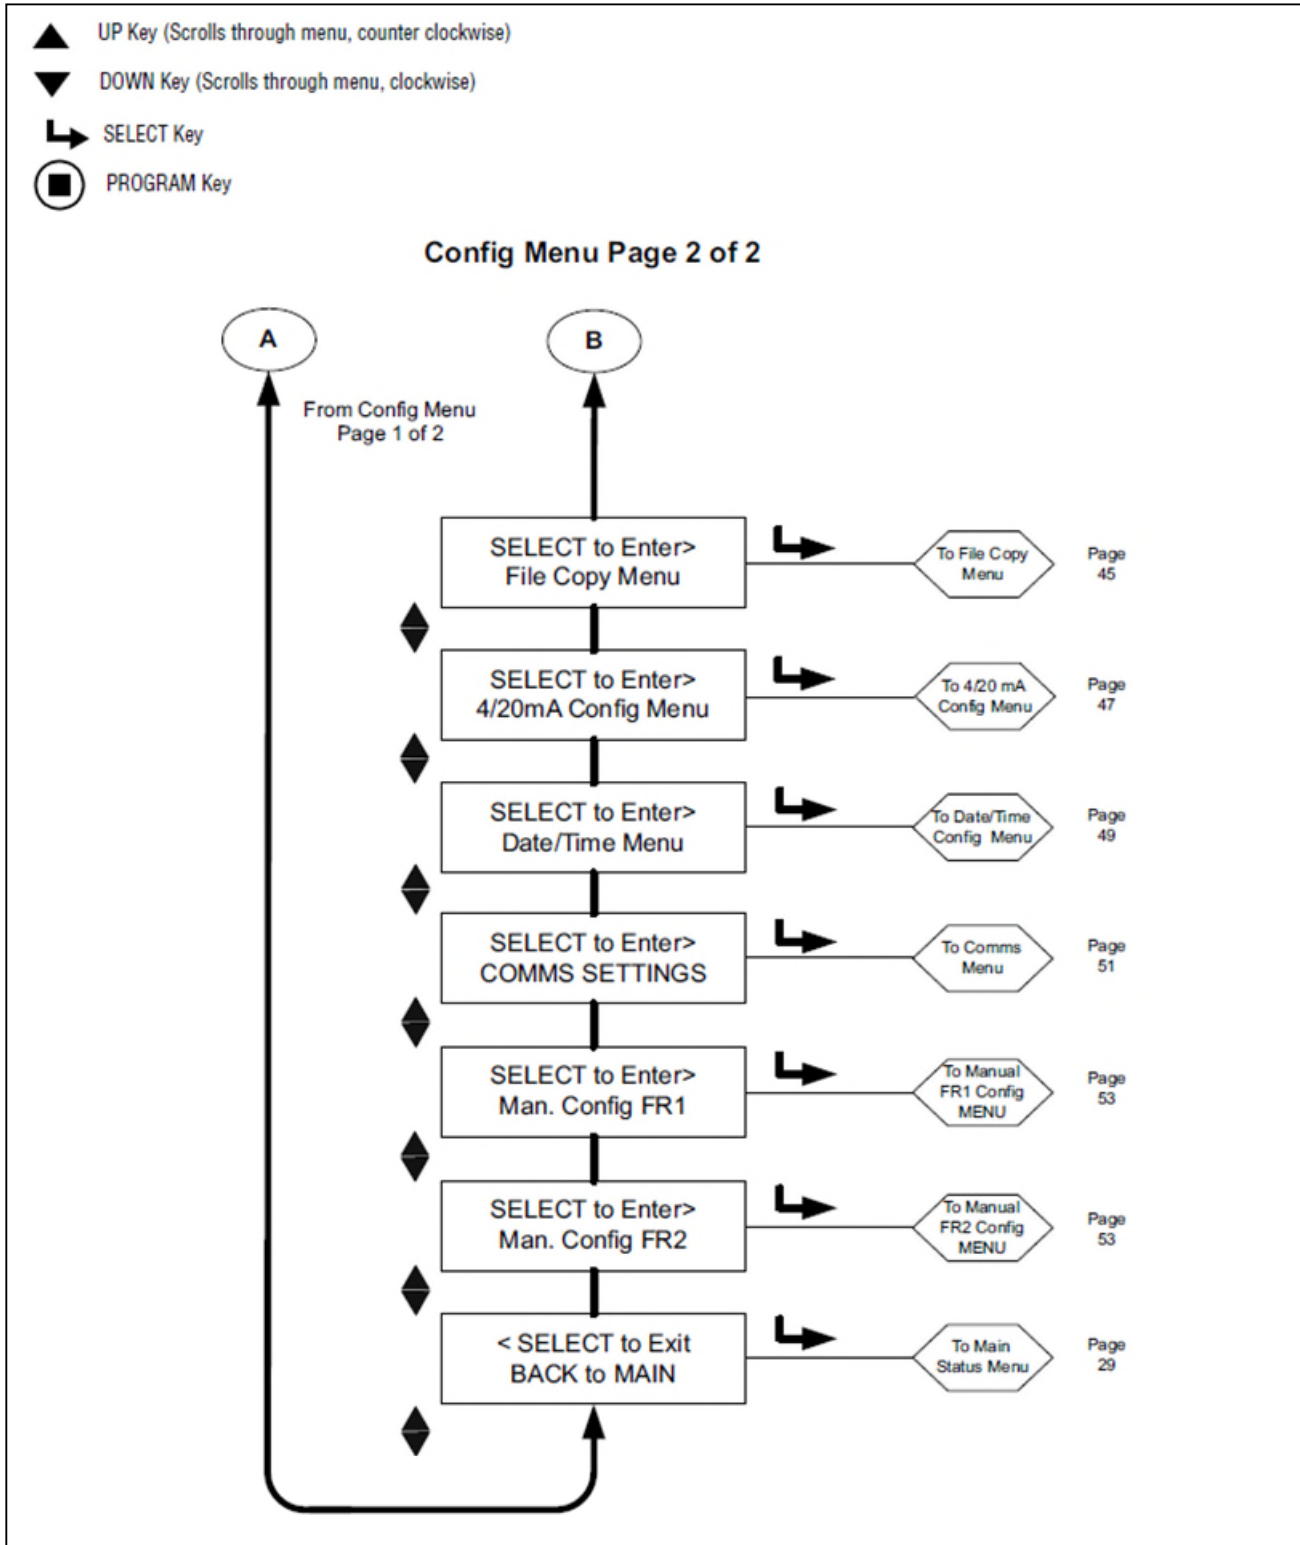 UP Key (Scrolls through menu, counter clockwise)
DOWN Key (Scrolls through menu, clockwise)
SELECT Key
PROGRAM Key
Config Menu Page 2 of 2
A
B
From Config Menu
Page 1 of 2
SELECT to Enter>
File Copy Menu
To File Copy
Menu
Page
45
SELECT to Enter>
4/20mA Config Menu
To 4/20 mA
Config Menu
Page
47
SELECT to Enter>
Date/Time Menu
To Date/Time
Config Menu
Page
49
SELECT to Enter>
COMMS SETTINGS
To Comms
Menu
Page
51
SELECT to Enter>
Man. Config FR1
To Manual
FR1 Config
MENU
Page
53
SELECT to Enter>
Man. Config FR2
To Manual
FR2 Config
MENU
Page
53
< SELECT to Exit
BACK to MAIN
To Main
Status Menu
Page
29